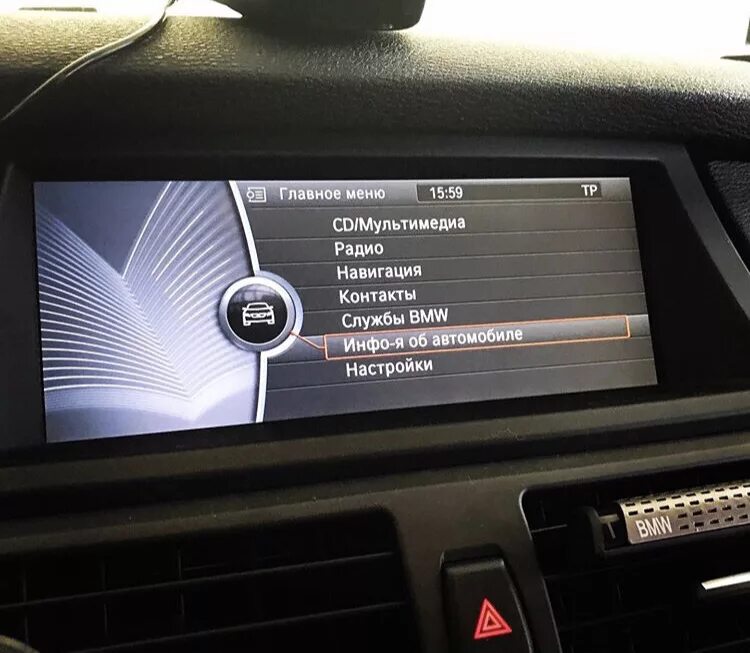 Главное меню 15:59 TP
CD/Мультимедиа
Радио
Навигация
Контакты
Службы BMW
Инфо-я об автомобиле
Настройки
BMW